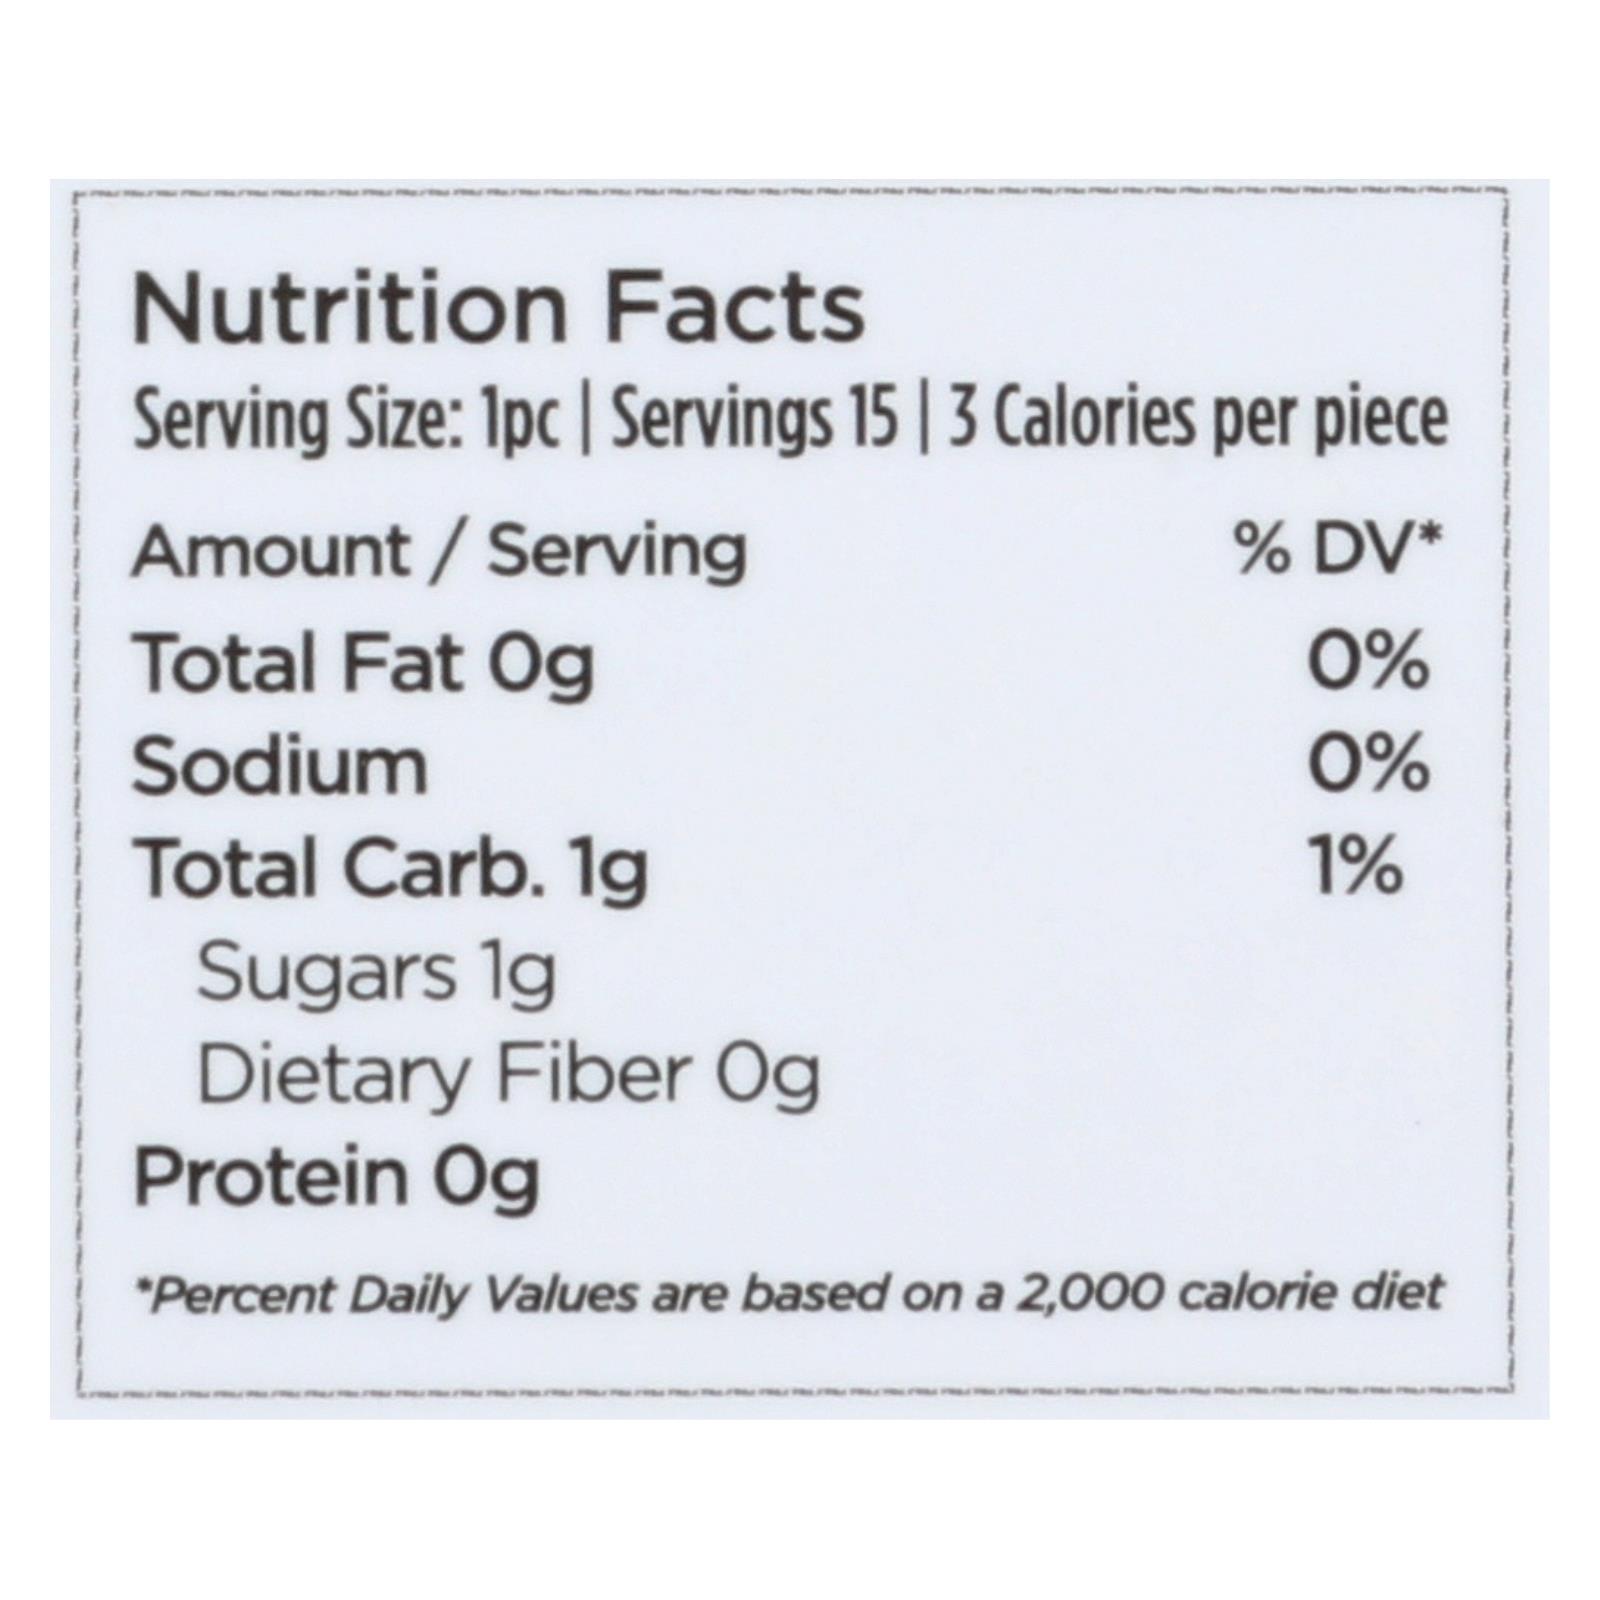 Nutrition Facts
Serving Size: 1pc | Servings 15 | 3 Calories per piece
Amount / Serving % DV*
Total Fat 0g 0%
Sodium 0%
Total Carb. 1g 1%
Sugars 1g
Dietary Fiber 0g
Protein 0g
*Percent Daily Values are based on a 2,000 calorie diet